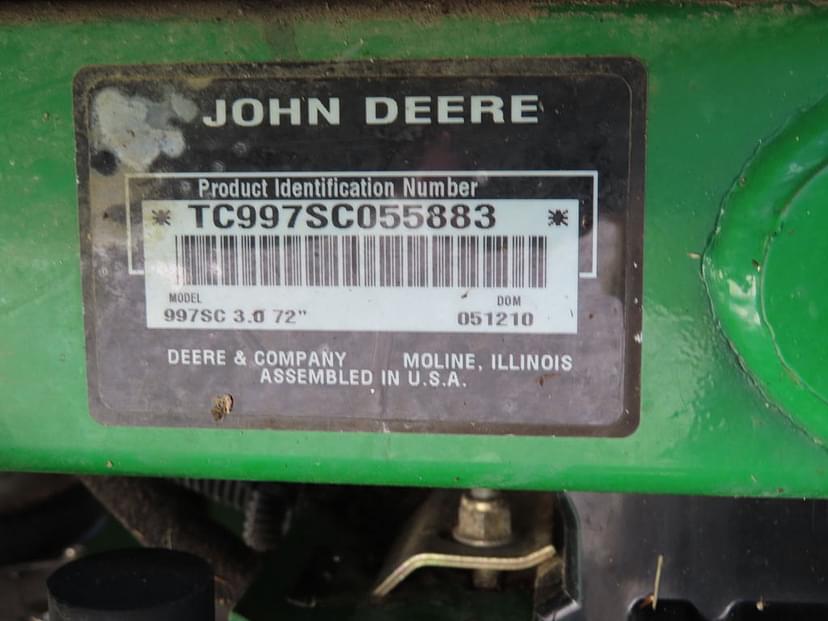 JOHN DEERE
Product Identification Number
TC997SC055883
MODEL DOM
997SC 3.0 72" 051210
DEERE & COMPANY MOLINE, ILLINOIS
ASSEMBLED IN U.S.A.